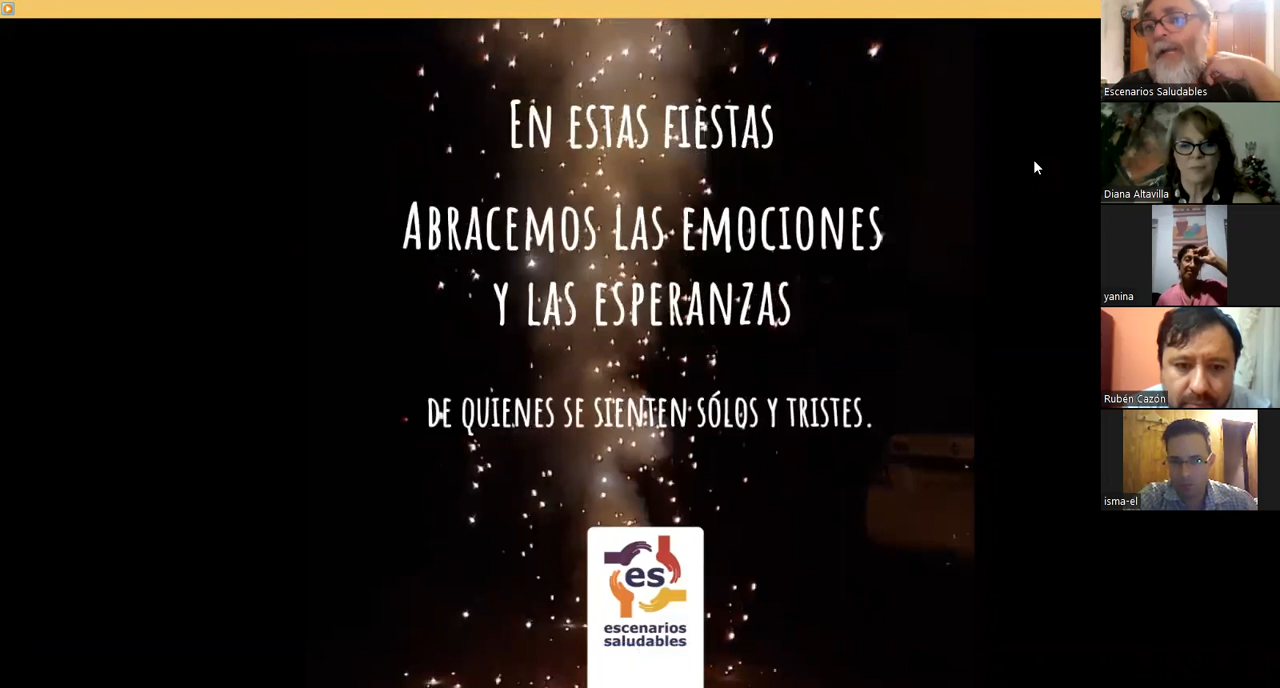 En estas fiestas
Abracemos las emociones
y las esperanzas
de quienes se sienten sólos y tristes.
es
escenarios
saludables
Escenarios Saludables
Diana Altavilla
yanina
Rubén Cazón
isma-el